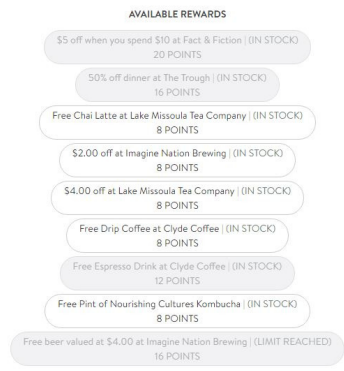 AVAILABLE REWARDS
$5 off when you spend $10 at Fact & Fiction | (IN STOCK)
20 POINTS
50% off dinner at The Trough | (IN STOCK)
16 POINTS
Free Chai Latte at Lake Missoula Tea Company | (IN STOCK)
8 POINTS
$2.00 off at Imagine Nation Brewing | (IN STOCK)
8 POINTS
$4.00 off at Lake Missoula Tea Company | (IN STOCK)
8 POINTS
Free Drip Coffee at Clyde Coffee | (IN STOCK)
8 POINTS
Free Espresso Drink at Clyde Coffee | (IN STOCK)
12 POINTS
Free Pint of Nourishing Cultures Kombucha | (IN STOCK)
8 POINTS
Free beer valued at $4.00 at Imagine Nation Brewing | (LIMIT REACHED)
16 POINTS